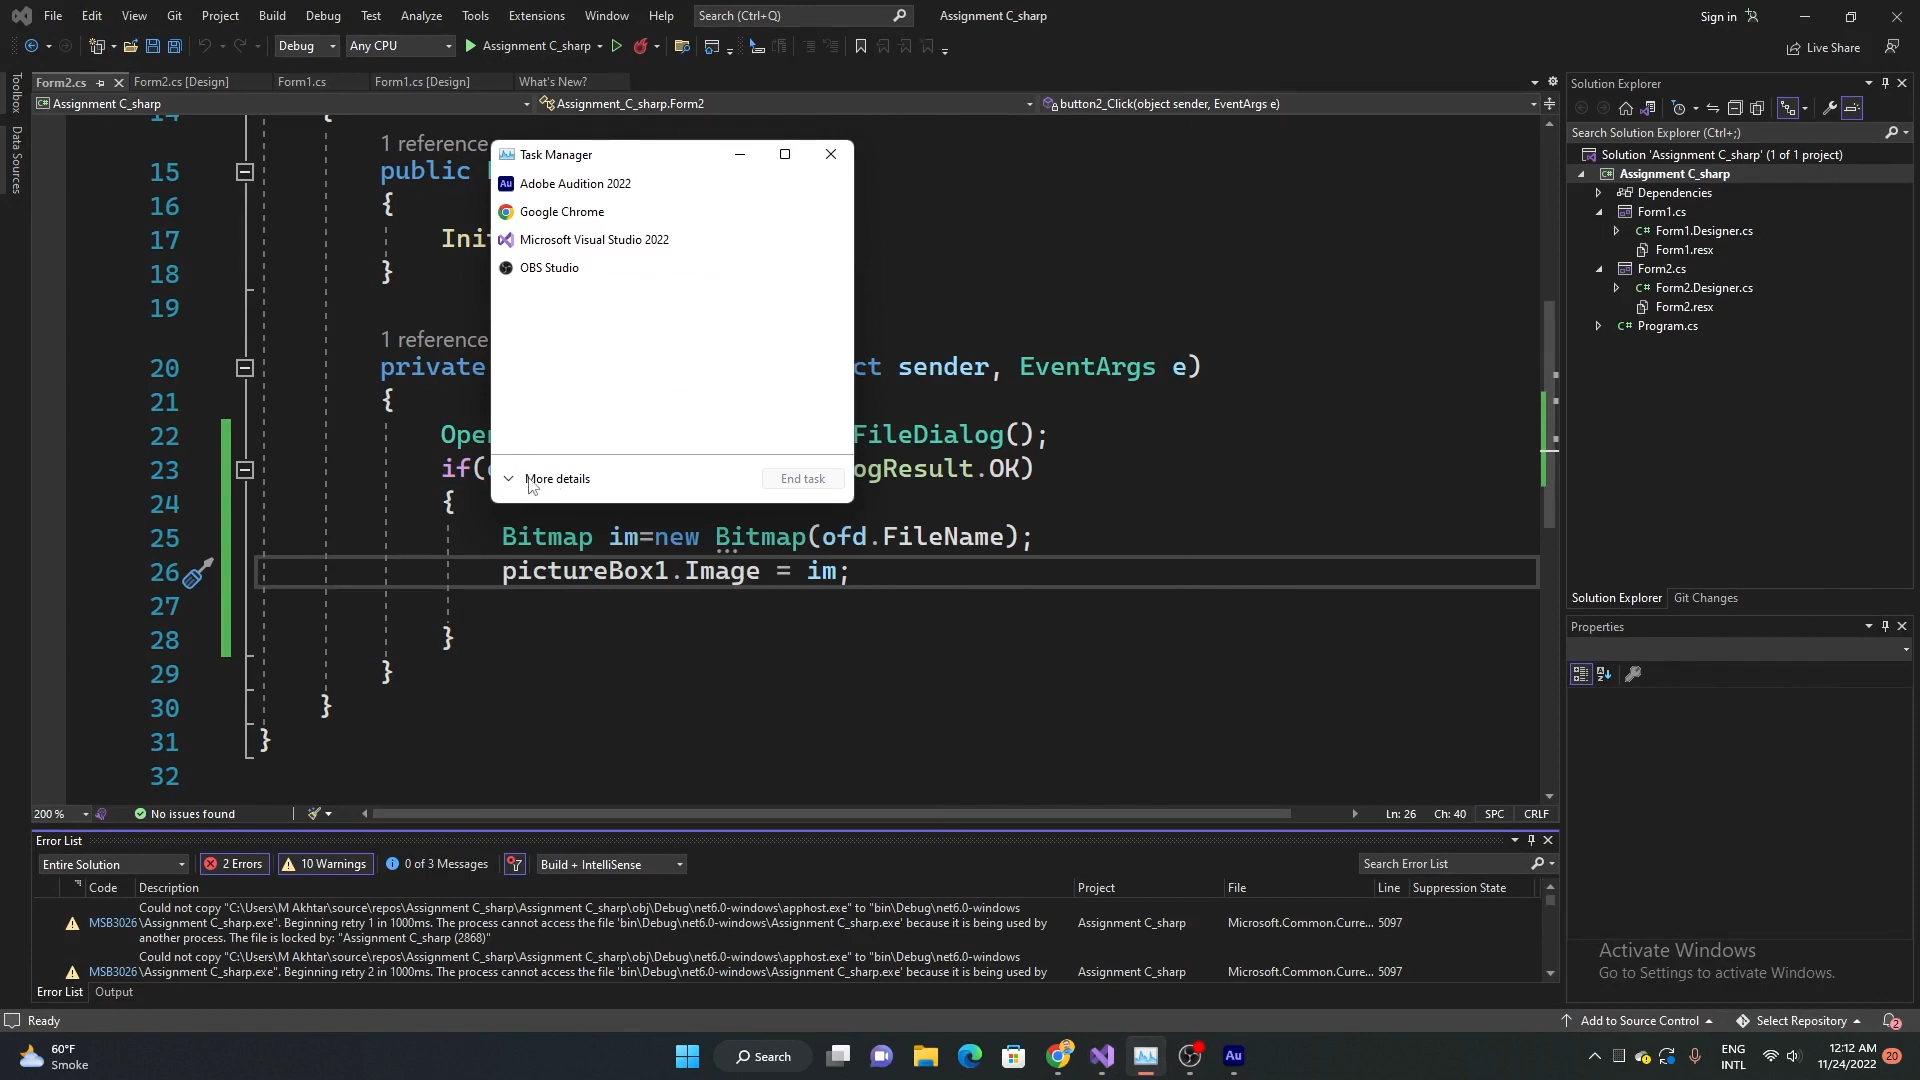 File Edit View Git Project Build Debug Test Analyze Tools Extensions Window Help Search (Ctrl+Q) Assignment C_sharp Sign in
Debug Any CPU Assignment C_sharp Live Share
Toolbox
Data Sources
Form2.cs Form2.cs [Design] Form1.cs Form1.cs [Design] What's New?
Assignment C_sharp Assignment_C_sharp.Form2 button2_Click(object sender, EventArgs e)
14 {
1 reference
15 public
16 {
17 Init
18 }
19
1 reference
20 private ct sender, EventArgs e)
21 {
22 Open FileDialog();
23 if( ogResult.OK)
24 {
25 Bitmap im=new Bitmap(ofd.FileName);
26 pictureBox1.Image = im;
27
28 }
29 }
30 }
31 }
32
Task Manager
Adobe Audition 2022
Google Chrome
Microsoft Visual Studio 2022
OBS Studio
More details End task
200 % No issues found Ln: 26 Ch: 40 SPC CRLF
Error List
Entire Solution 2 Errors 10 Warnings 0 of 3 Messages Build + IntelliSense Search Error List
Code Description Project File Line Suppression State
Could not copy "C:\Users\M Akhtar\source\repos\Assignment C_sharp\Assignment C_sharp\obj\Debug\net6.0-windows\apphost.exe" to "bin\Debug\net6.0-windows
MSB3026 \Assignment C_sharp.exe". Beginning retry 1 in 1000ms. The process cannot access the file 'bin\Debug\net6.0-windows\Assignment C_sharp.exe' because it is being used by Assignment C_sharp Microsoft.Common.Curre... 5097
another process. The file is locked by: "Assignment C_sharp (2868)"
Could not copy "C:\Users\M Akhtar\source\repos\Assignment C_sharp\Assignment C_sharp\obj\Debug\net6.0-windows\apphost.exe" to "bin\Debug\net6.0-windows
MSB3026 \Assignment C_sharp.exe". Beginning retry 2 in 1000ms. The process cannot access the file 'bin\Debug\net6.0-windows\Assignment C_sharp.exe' because it is being used by Assignment C_sharp Microsoft.Common.Curre... 5097
Error List Output
Solution Explorer
Search Solution Explorer (Ctrl+;)
Solution 'Assignment C_sharp' (1 of 1 project)
Assignment C_sharp
Dependencies
Form1.cs
C# Form1.Designer.cs
Form1.resx
Form2.cs
C# Form2.Designer.cs
Form2.resx
C# Program.cs
Solution Explorer Git Changes
Properties
Activate Windows
Go to Settings to activate Windows.
Ready Add to Source Control Select Repository 2
60°F
Smoke
Search
Au
ENG
INTL
12:12 AM
11/24/2022
20